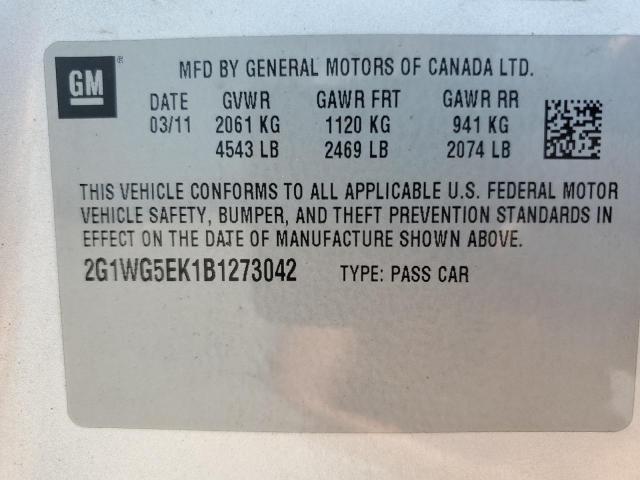 GM
MFD BY GENERAL MOTORS OF CANADA LTD.
DATE GVWR GAWR FRT GAWR RR
03/11 2061 KG 1120 KG 941 KG
4543 LB 2469 LB 2074 LB
THIS VEHICLE CONFORMS TO ALL APPLICABLE U.S. FEDERAL MOTOR
VEHICLE SAFETY, BUMPER, AND THEFT PREVENTION STANDARDS IN
EFFECT ON THE DATE OF MANUFACTURE SHOWN ABOVE.
2G1WG5EK1B1273042 TYPE: PASS CAR